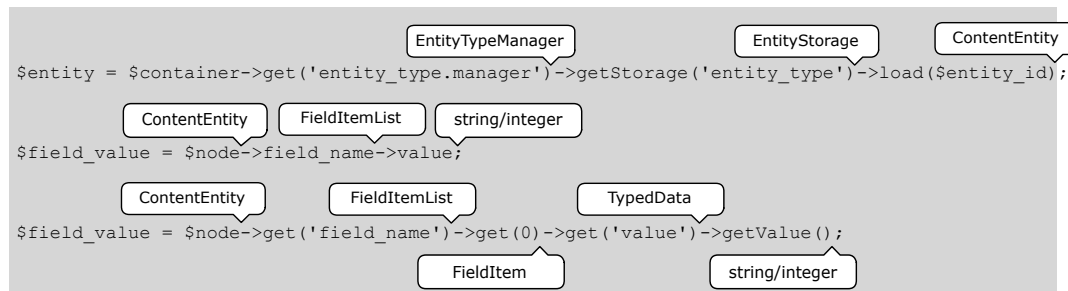 EntityTypeManager EntityStorage ContentEntity
$entity = $container->get('entity_type.manager')->getStorage('entity_type')->load($entity_id);
ContentEntity FieldItemList string/integer
$field_value = $node->field_name->value;
ContentEntity FieldItemList TypedData
$field_value = $node->get('field_name')->get(0)->get('value')->getValue();
FieldItem string/integer